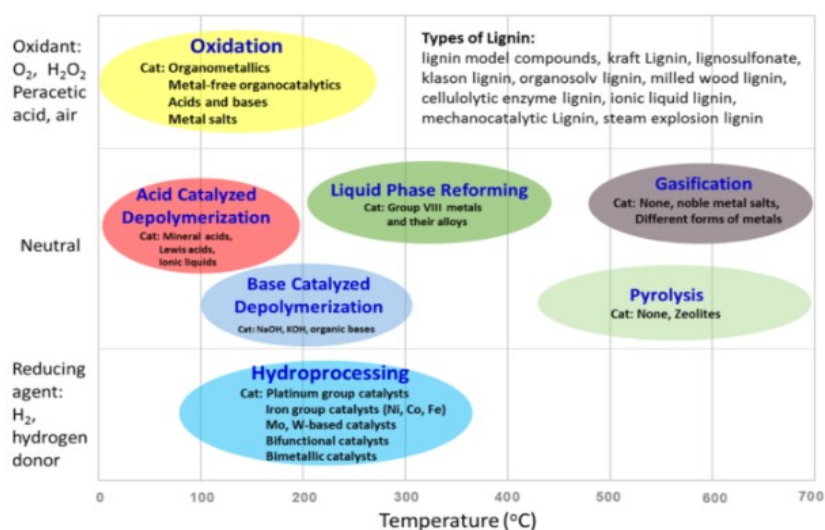 Oxidant:
O2, H2O2
Peracetic
acid, air
Oxidation
Cat: Organometallics
Metal-free organocatalytics
Acids and bases
Metal salts
Types of Lignin:
lignin model compounds, kraft Lignin, lignosulfonate,
klason lignin, organosolv lignin, milled wood lignin,
cellulolytic enzyme lignin, ionic liquid lignin,
mechanocatalytic Lignin, steam explosion lignin
Neutral
Acid Catalyzed
Depolymerization
Cat: Mineral acids,
Lewis acids,
Ionic liquids
Liquid Phase Reforming
Cat: Group VIII metals
and their alloys
Gasification
Cat: None, noble metal salts,
Different forms of metals
Base Catalyzed
Depolymerization
Cat: NaOH, KOH, organic bases
Pyrolysis
Cat: None, Zeolites
Reducing
agent:
H2,
hydrogen
donor
Hydroprocessing
Cat: Platinum group catalysts
Iron group catalysts (Ni, Co, Fe)
Mo, W-based catalysts
Bifunctional catalysts
Bimetallic catalysts
0 100 200 300 400 500 600 700
Temperature (oC)